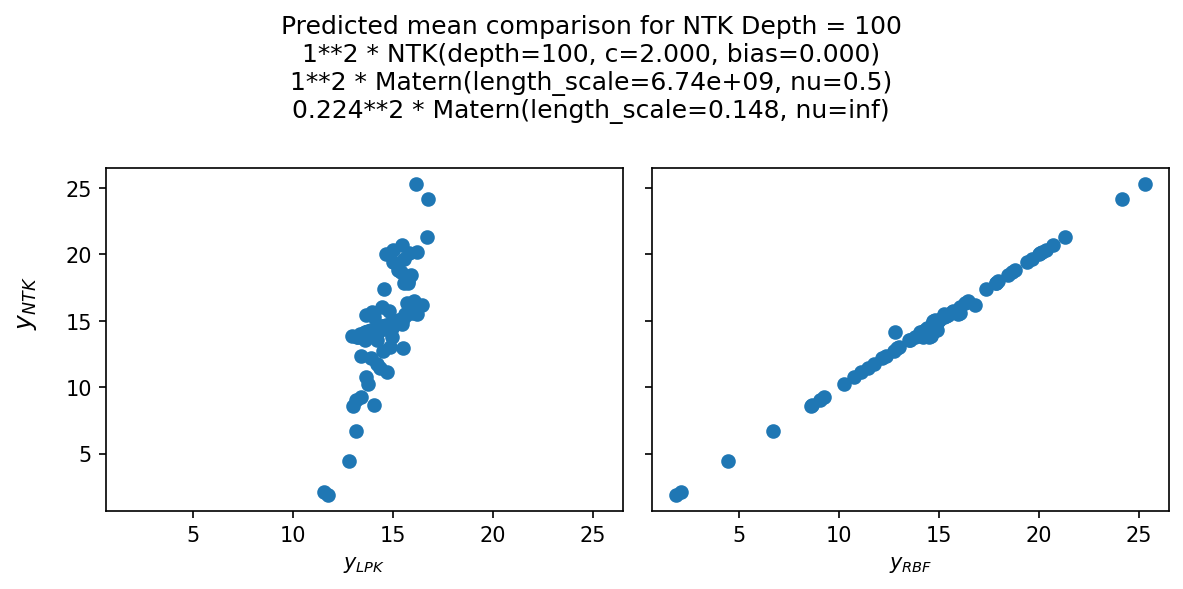 Predicted mean comparison for NTK Depth = 100
1**2 * NTK(depth=100, c=2.000, bias=0.000)
1**2 * Matern(length_scale=6.74e+09, nu=0.5)
0.224**2 * Matern(length_scale=0.148, nu=inf)
y_NTK
25
20
15
10
5
5 10 15 20 25
5 10 15 20 25
y_LPK
y_RBF